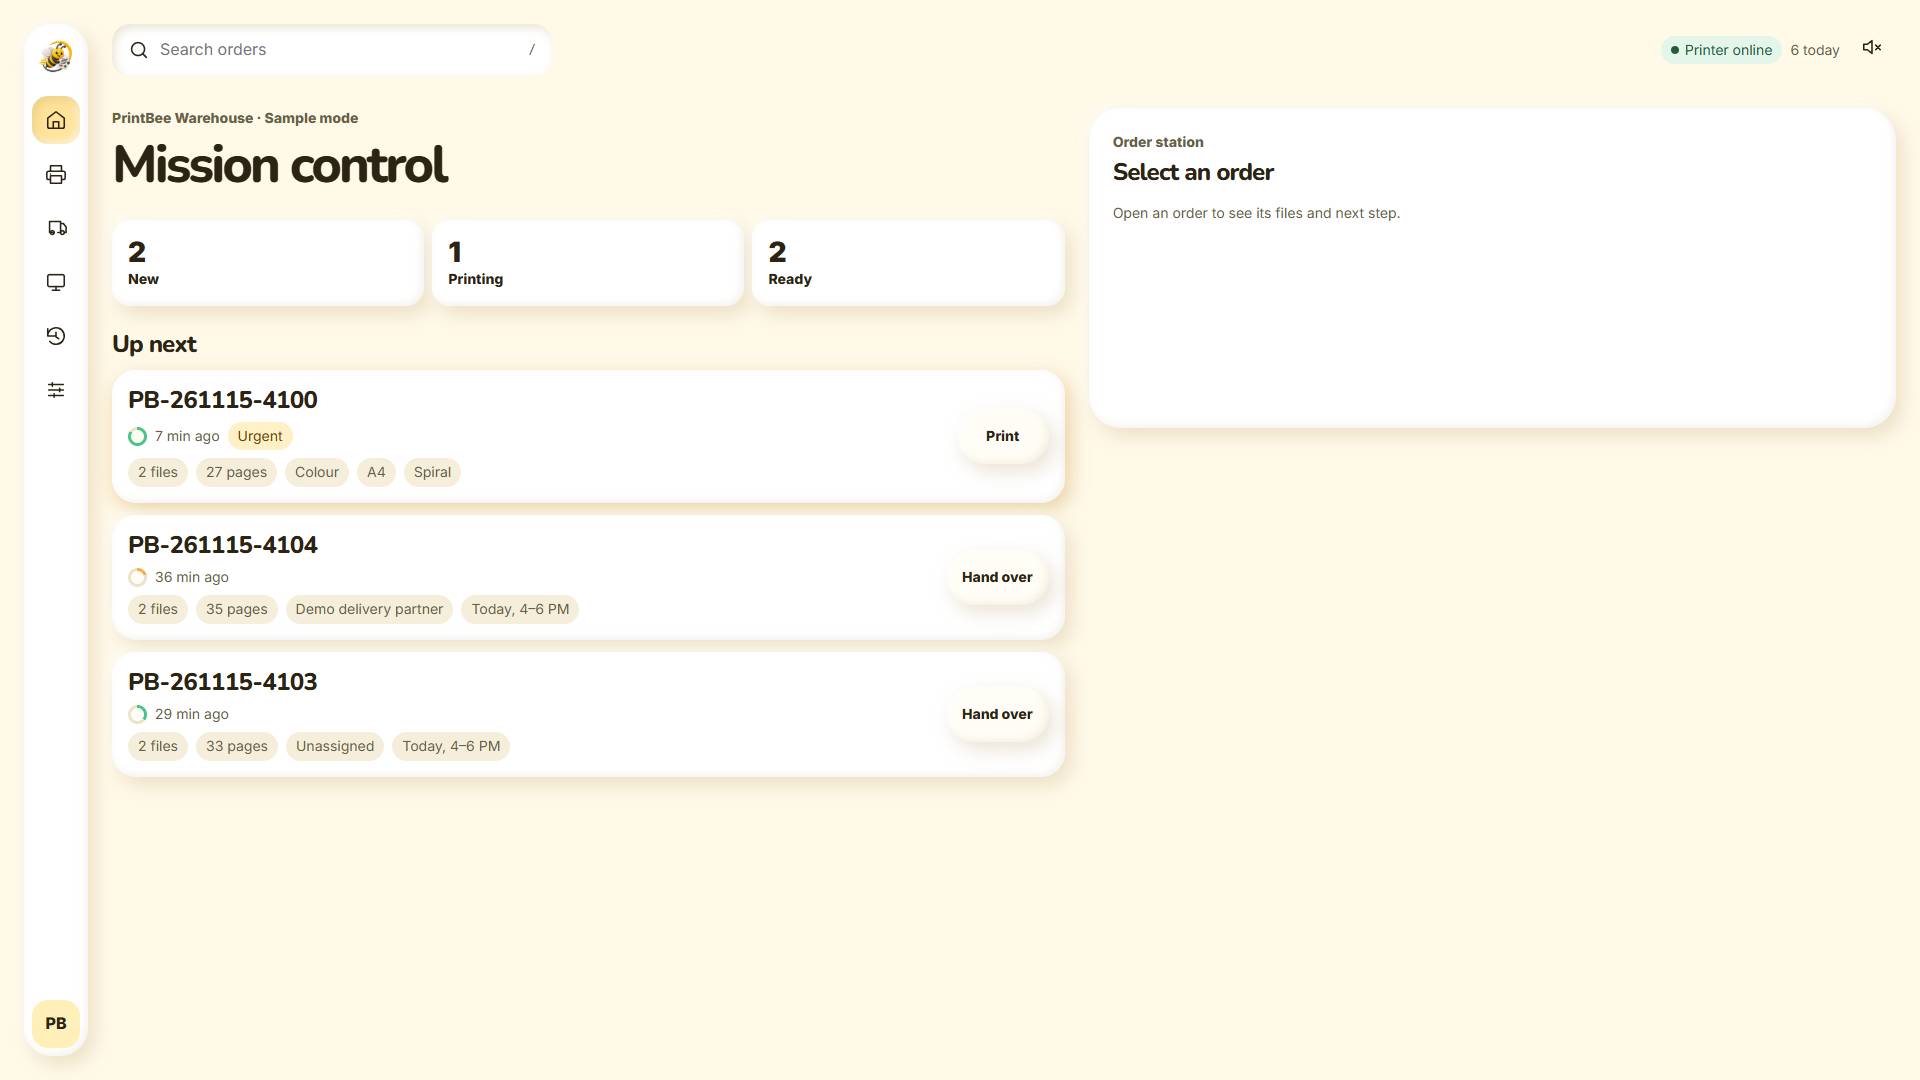 Search orders /
Printer online 6 today
PrintBee Warehouse · Sample mode
Mission control
2
New
1
Printing
2
Ready
Up next
PB-261115-4100
7 min ago Urgent
2 files 27 pages Colour A4 Spiral
Print
PB-261115-4104
36 min ago
2 files 35 pages Demo delivery partner Today, 4–6 PM
Hand over
PB-261115-4103
29 min ago
2 files 33 pages Unassigned Today, 4–6 PM
Hand over
Order station
Select an order
Open an order to see its files and next step.
PB